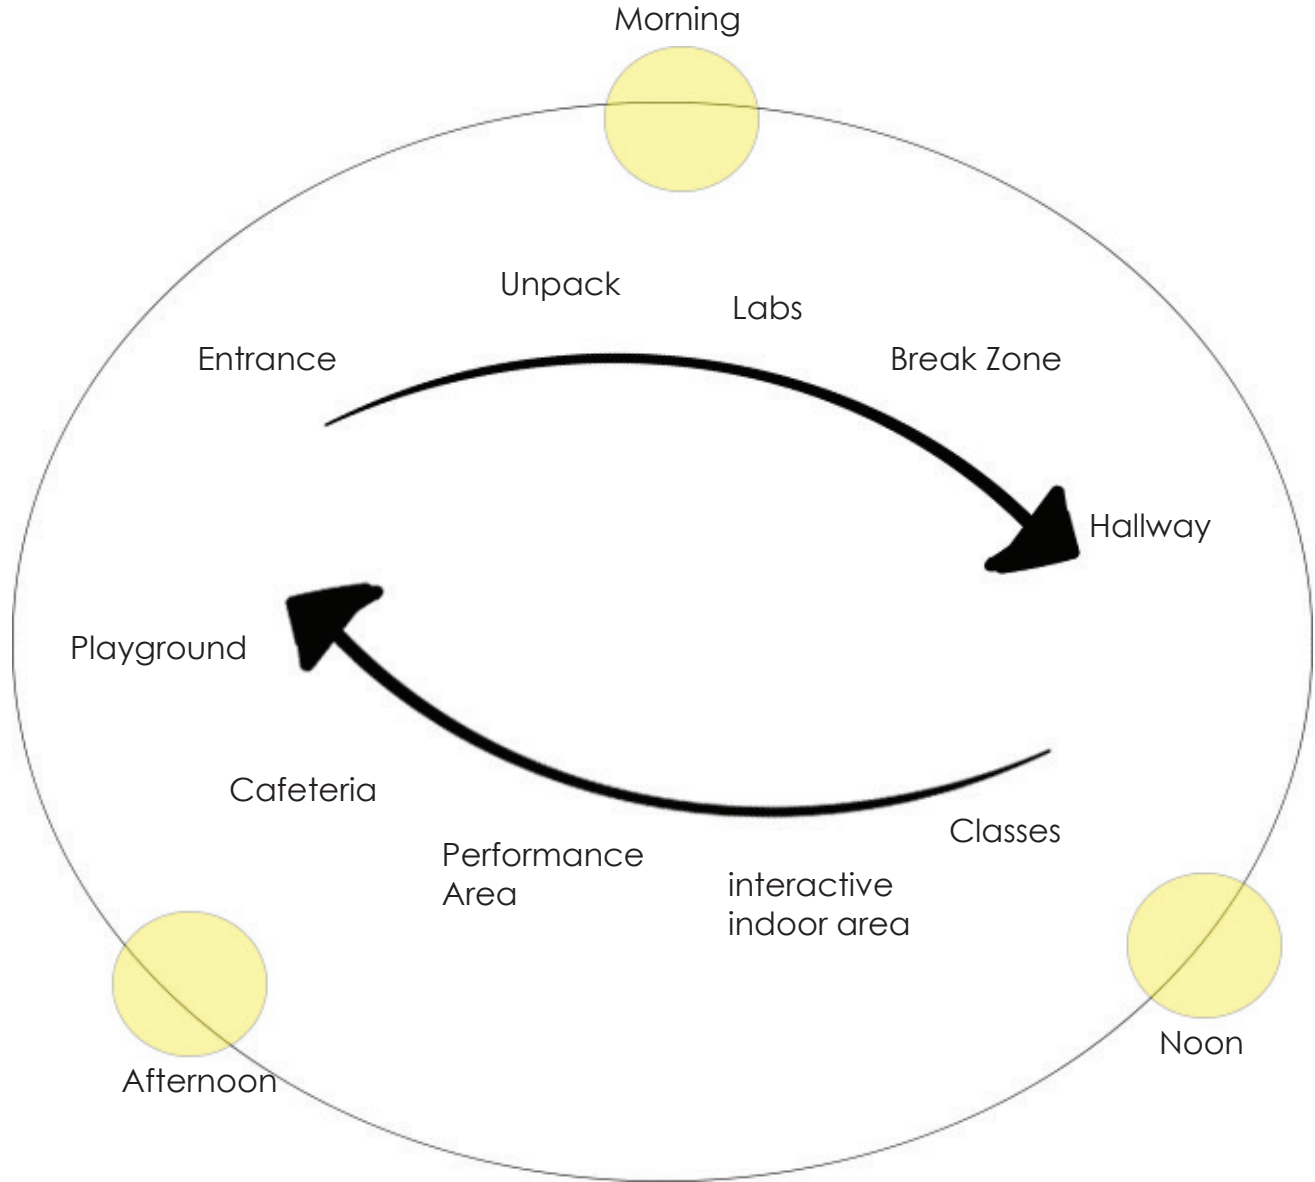 Morning
Unpack
Labs
Entrance
Break Zone
Hallway
Playground
Cafeteria
Classes
Performance
Area
interactive
indoor area
Noon
Afternoon